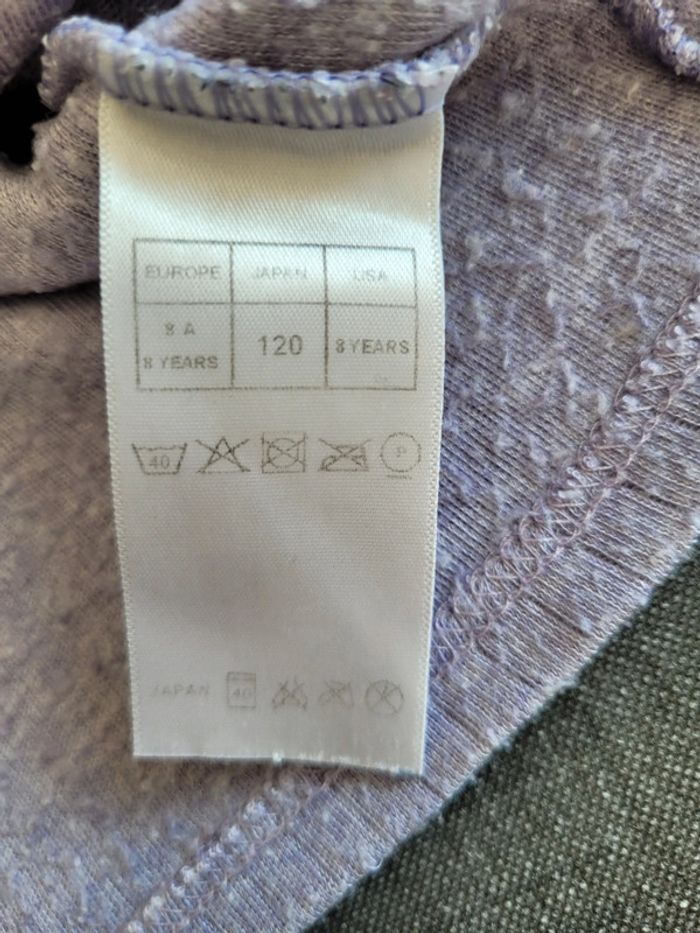 EUROPE JAPAN USA
8 A 120 8 YEARS
8 YEARS
40 P
JAPAN 40